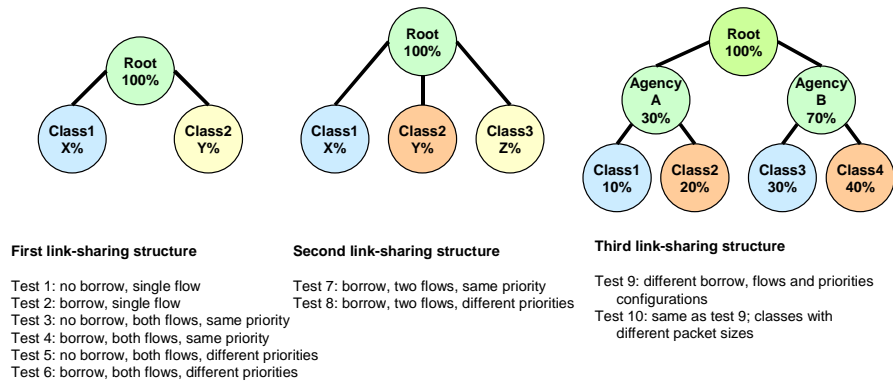 Root
100%
Class1
X%
Class2
Y%
Root
100%
Class1
X%
Class2
Y%
Class3
Z%
Root
100%
Agency
A
30%
Agency
B
70%
Class1
10%
Class2
20%
Class3
30%
Class4
40%
First link-sharing structure
Test 1: no borrow, single flow
Test 2: borrow, single flow
Test 3: no borrow, both flows, same priority
Test 4: borrow, both flows, same priority
Test 5: no borrow, both flows, different priorities
Test 6: borrow, both flows, different priorities
Second link-sharing structure
Test 7: borrow, two flows, same priority
Test 8: borrow, two flows, different priorities
Third link-sharing structure
Test 9: different borrow, flows and priorities
configurations
Test 10: same as test 9; classes with
different packet sizes